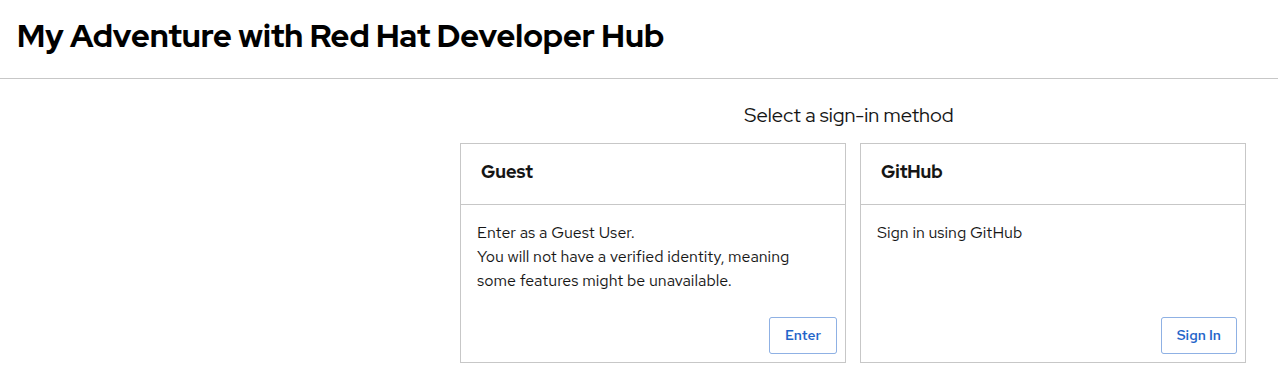 My Adventure with Red Hat Developer Hub
Select a sign-in method
Guest
Enter as a Guest User.
You will not have a verified identity, meaning
some features might be unavailable.
Enter
GitHub
Sign in using GitHub
Sign In